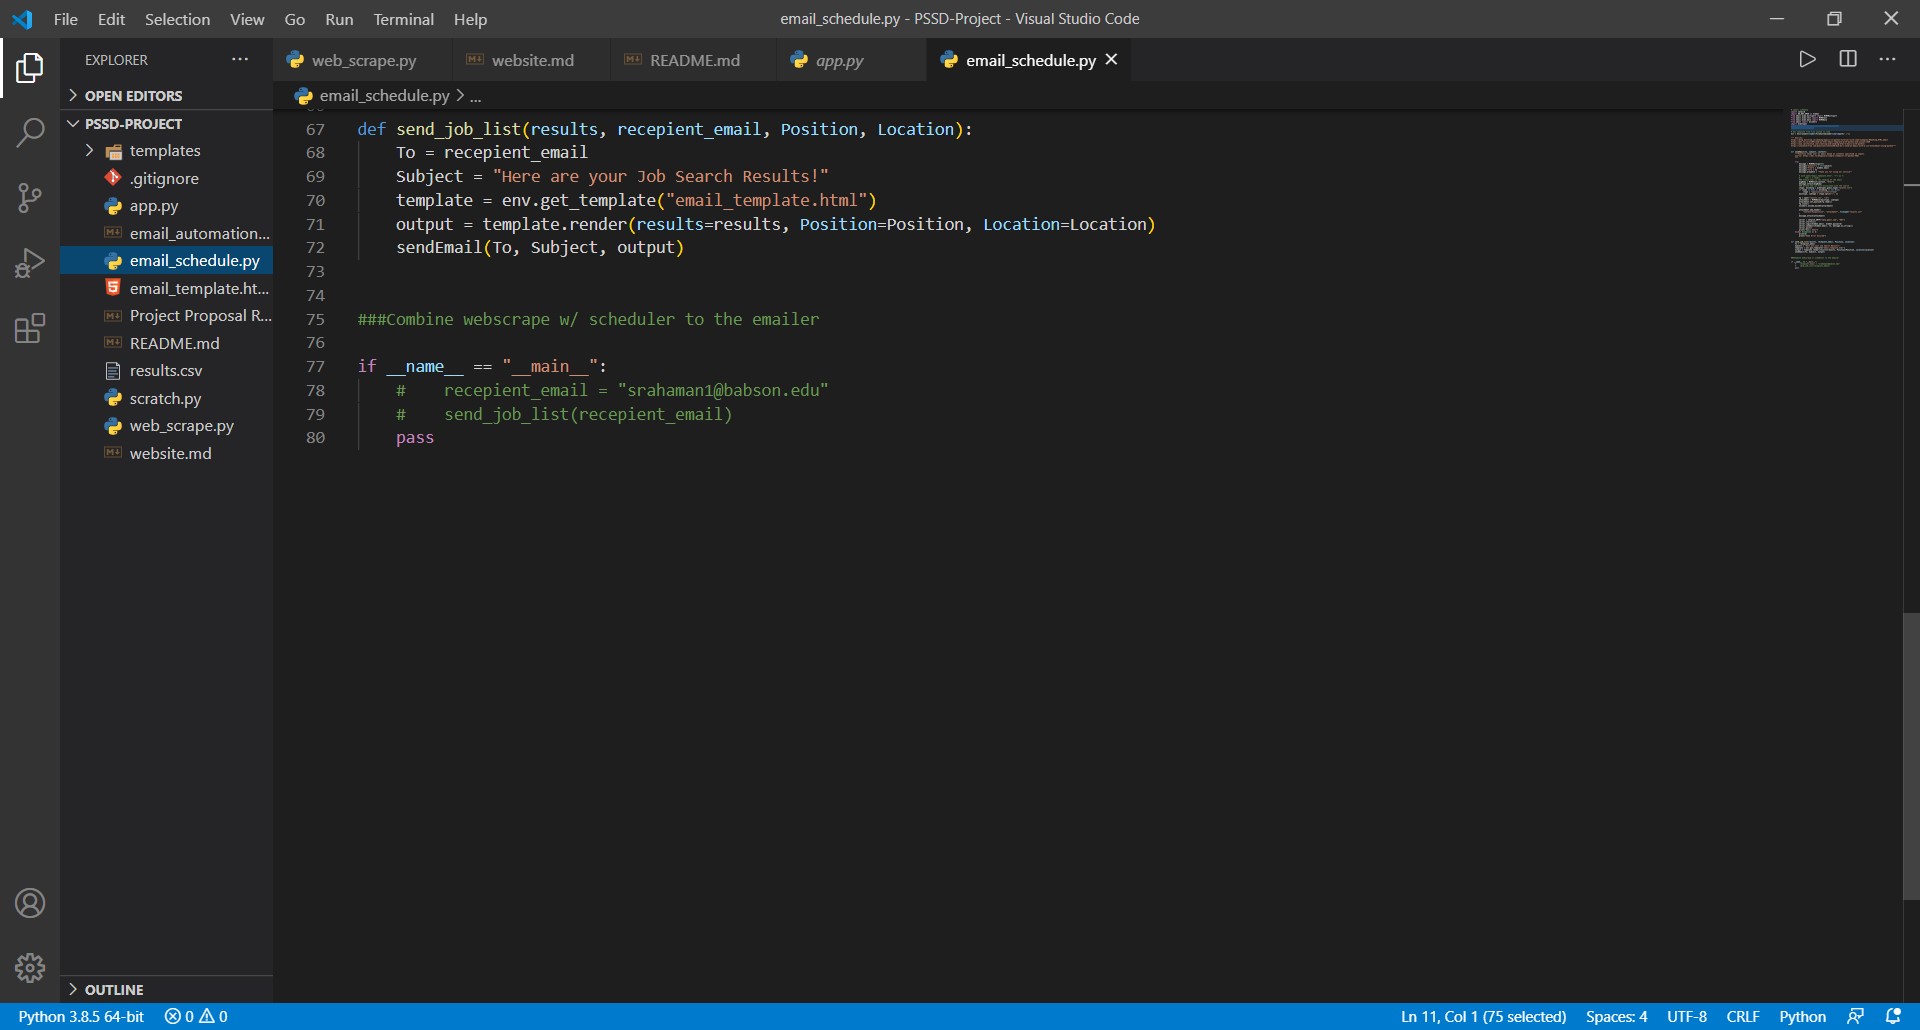 File Edit Selection View Go Run Terminal Help
email_schedule.py - PSSD-Project - Visual Studio Code
EXPLORER
OPEN EDITORS
PSSD-PROJECT
templates
.gitignore
app.py
email_automation...
email_schedule.py
email_template.ht...
Project Proposal R...
README.md
results.csv
scratch.py
web_scrape.py
website.md
OUTLINE
web_scrape.py website.md README.md app.py email_schedule.py
email_schedule.py > ...
67 def send_job_list(results, recepient_email, Position, Location):
68     To = recepient_email
69     Subject = "Here are your Job Search Results!"
70     template = env.get_template("email_template.html")
71     output = template.render(results=results, Position=Position, Location=Location)
72     sendEmail(To, Subject, output)
73
74
75 ###Combine webscrape w/ scheduler to the emailer
76
77 if __name__ == "__main__":
78     #    recepient_email = "srahaman1@babson.edu"
79     #    send_job_list(recepient_email)
80     pass
Python 3.8.5 64-bit 0 0 Ln 11, Col 1 (75 selected) Spaces: 4 UTF-8 CRLF Python